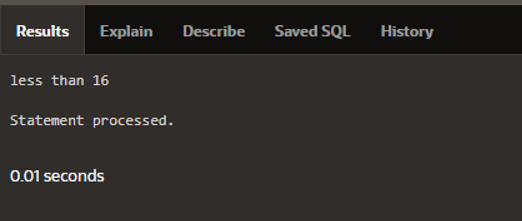 Results Explain Describe Saved SQL History
less than 16
Statement processed.
0.01 seconds